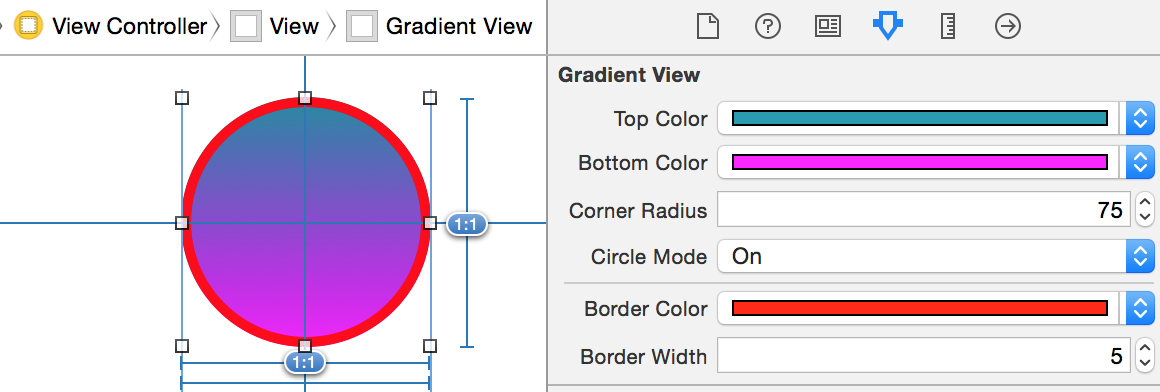 View Controller View Gradient View
1:1
1:1
Gradient View
Top Color
Bottom Color
Corner Radius 75
Circle Mode On
Border Color
Border Width 5